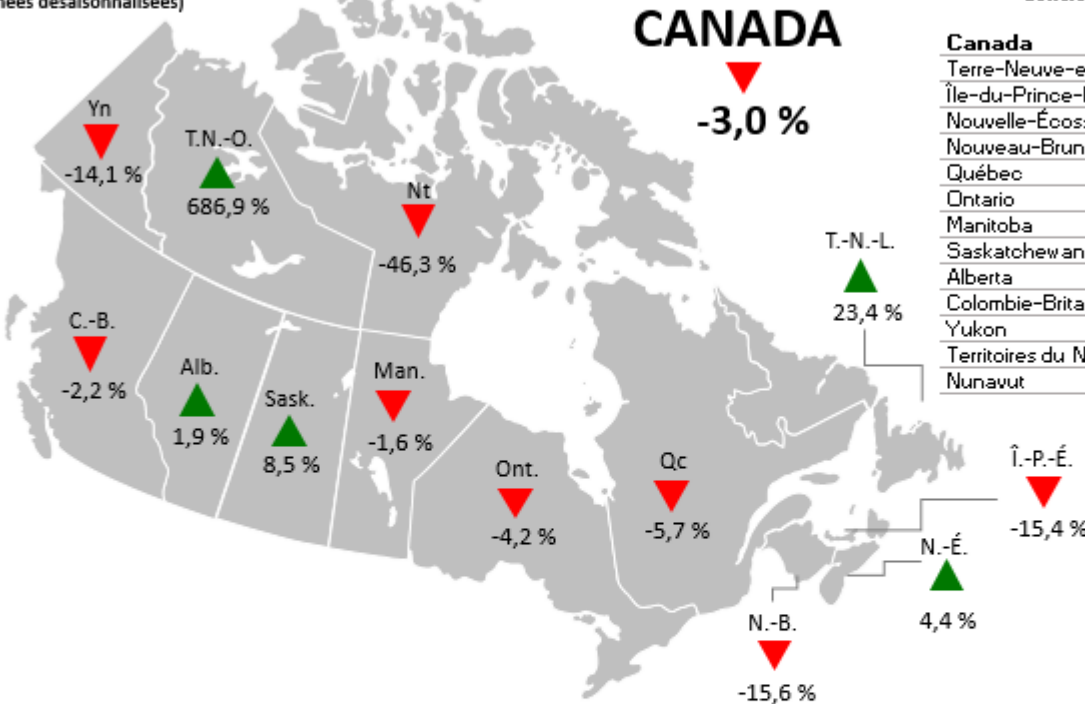 désaisonnalisées)
CANADA
-3,0 %
Yn
-14,1 %
T.N.-O.
686,9 %
Nt
-46,3 %
C.-B.
-2,2 %
Alb.
1,9 %
Sask.
8,5 %
Man.
-1,6 %
Ont.
-4,2 %
Qc
-5,7 %
T.-N.-L.
23,4 %
Î.-P.-É.
-15,4 %
N.-É.
4,4 %
N.-B.
-15,6 %
Canada
Terre-Neuve-e
Île-du-Prince-
Nouvelle-Écos
Nouveau-Brun
Québec
Ontario
Manitoba
Saskatchewan
Alberta
Colombie-Brita
Yukon
Territoires du N
Nunavut